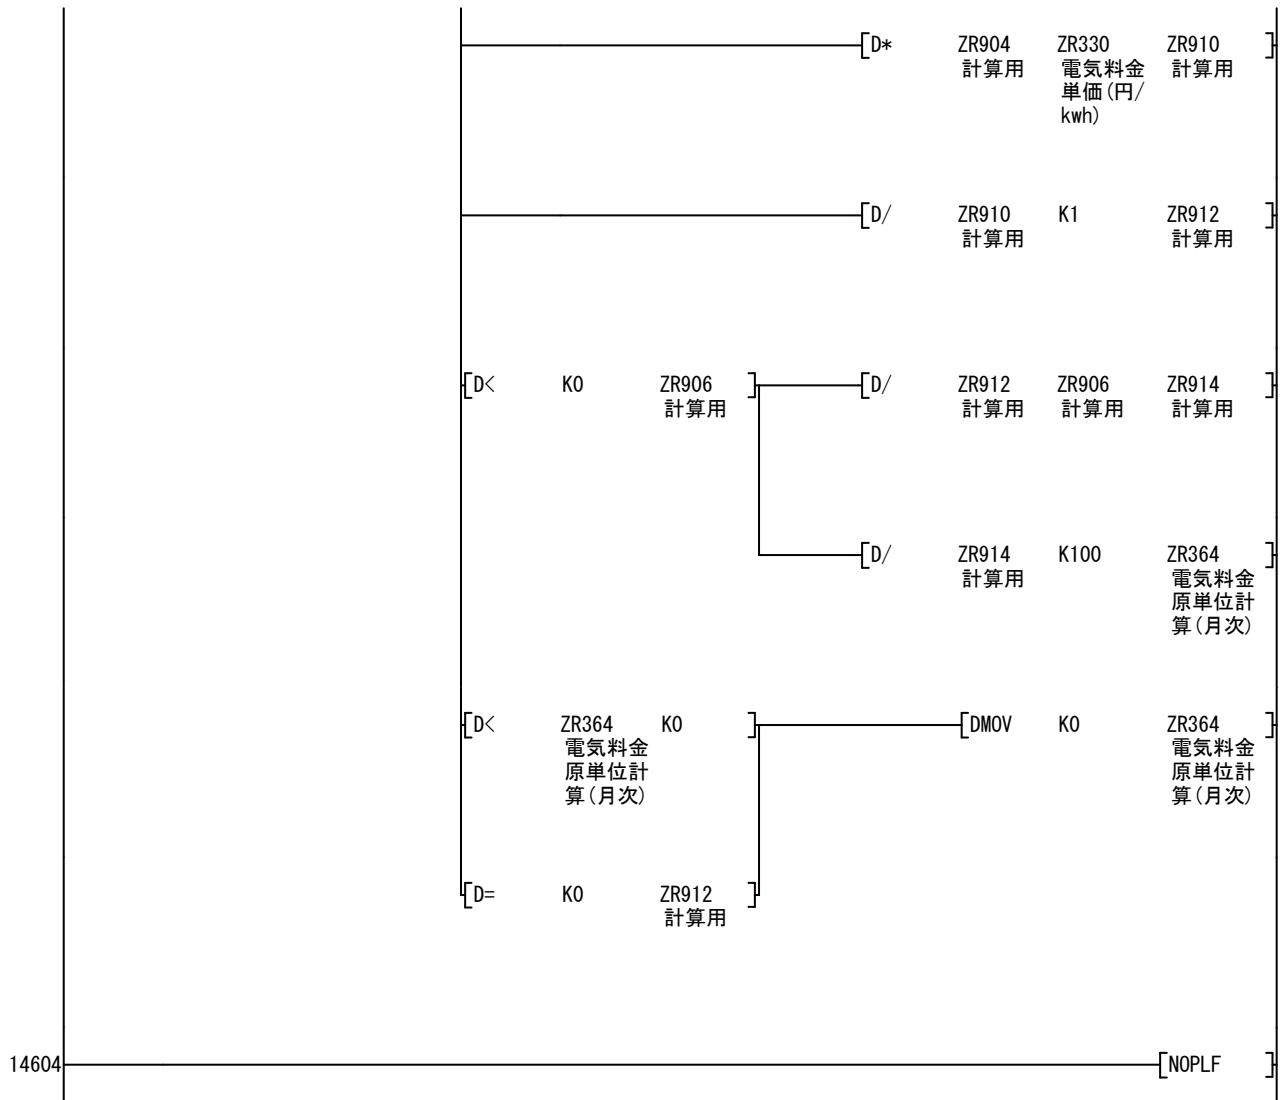 [D* ZR904 ZR330 ZR910 ]
計算用 電気料金 計算用
単価(円/
kwh)
[D/ ZR910 K1 ZR912 ]
計算用 計算用
[D< K0 ZR906 ] [D/ ZR912 ZR906 ZR914 ]
計算用 計算用 計算用 計算用
[D/ ZR914 K100 ZR364 ]
計算用 電気料金
原単位計
算(月次)
[D< ZR364 K0 ] [DMOV K0 ZR364 ]
電気料金 電気料金
原単位計 原単位計
算(月次) 算(月次)
[D= K0 ZR912 ]
計算用
14604 [NOPLF ]